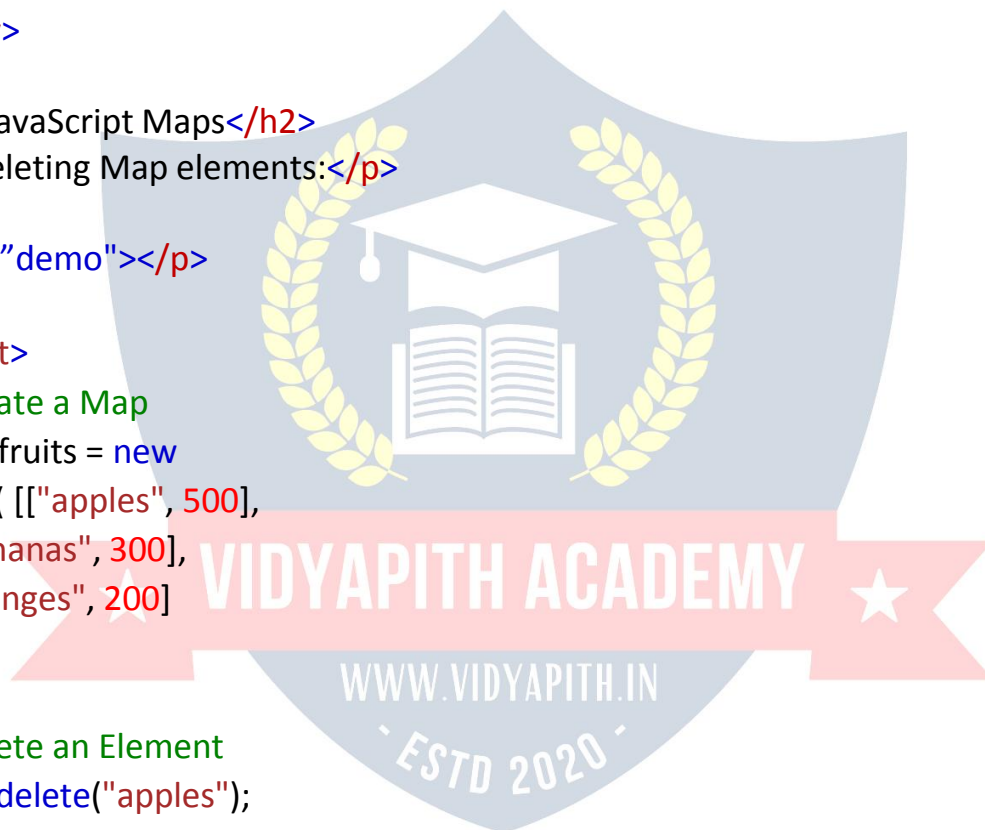 >
avaScript Maps</h2>
eleting Map elements:</p>
"demo"></p>
t>
ate a Map
fruits = new
( [["apples", 500],
nanas", 300],
nges", 200]
VIDYAPITH ACADEMY
WWW.VIDYAPITH.IN
ESTD 2020
ete an Element
delete("apples");